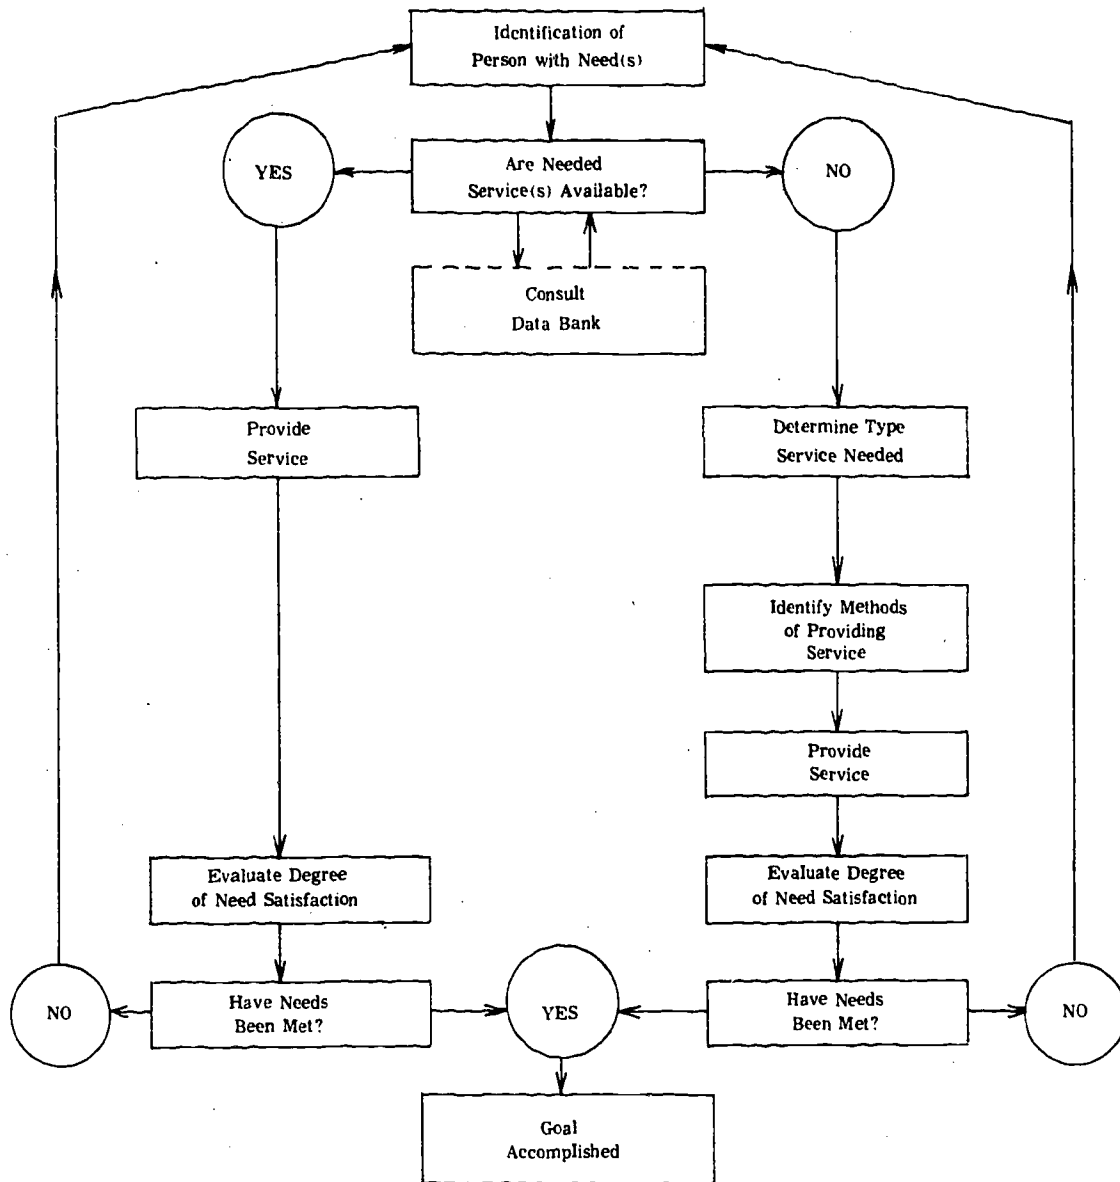 Identification of
Person with Need(s)
YES
Are Needed
Service(s) Available?
NO
Consult
Data Bank
Provide
Service
Determine Type
Service Needed
Identify Methods
of Providing
Service
Provide
Service
Evaluate Degree
of Need Satisfaction
Evaluate Degree
of Need Satisfaction
NO
Have Needs
Been Met?
YES
Have Needs
Been Met?
NO
Goal
Accomplished